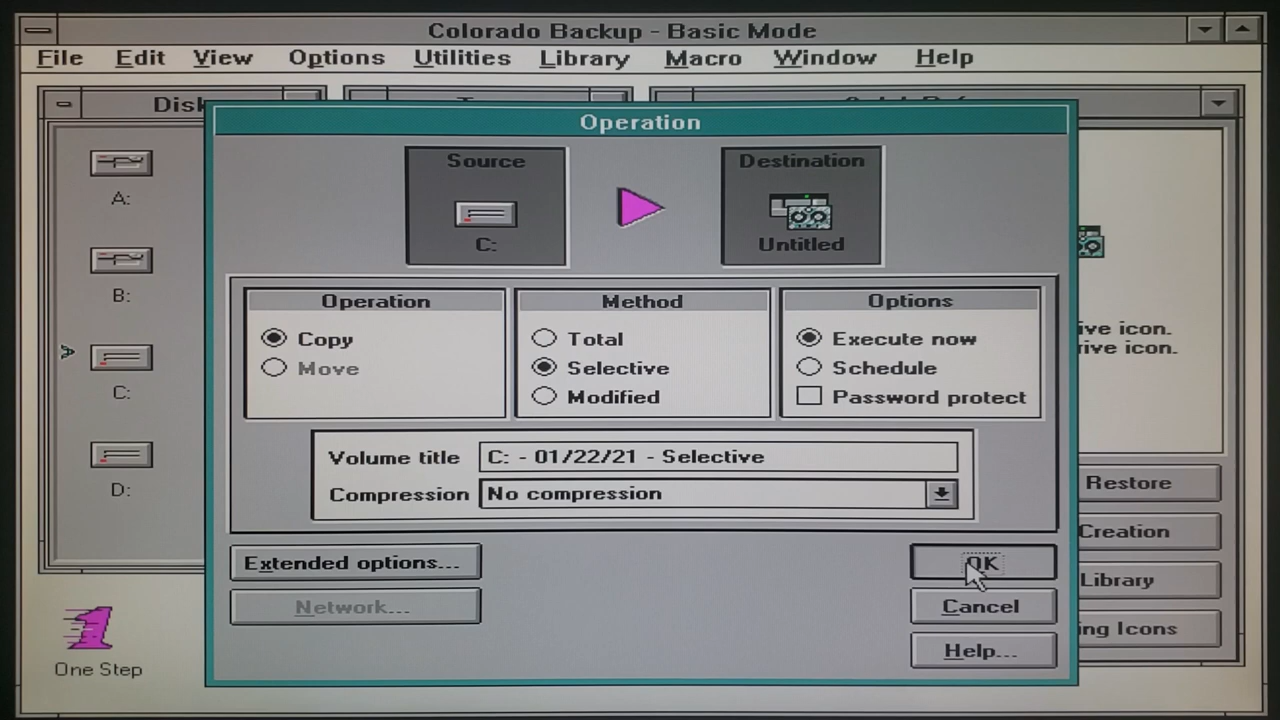 Colorado Backup - Basic Mode
File Edit View Options Utilities Library Macro Window Help
Operation
Source
C:
Destination
Untitled
A:
B:
C:
D:
Operation
Copy
Move
Method
Total
Selective
Modified
Options
Execute now
Schedule
Password protect
Volume title C: - 01/22/21 - Selective
Compression No compression
Extended options...
Network...
OK
Cancel
Help...
ive icon.
rive icon.
Restore
Creation
Library
ing Icons
One Step